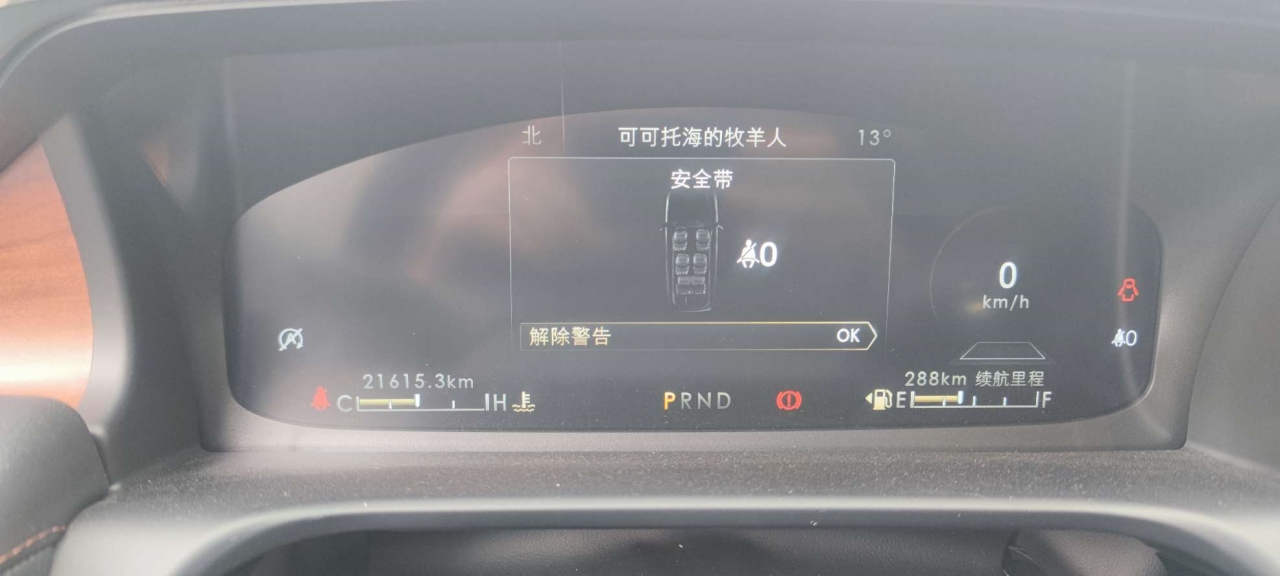 北 可可托海的牧羊人 13°
安全带
0
解除警告 OK
0
km/h
0
21615.3km
288km 续航里程
C H
PRND
E F